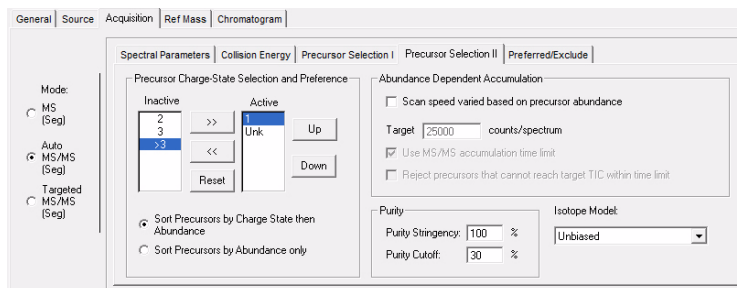 General Source Acquisition Ref Mass Chromatogram
Spectral Parameters Collision Energy Precursor Selection I Precursor Selection II Preferred/Exclude
Mode:
MS
(Seg)
Auto
MS/MS
(Seg)
Targeted
MS/MS
(Seg)
Precursor Charge-State Selection and Preference
Inactive Active
2
3
>3
>>
<<
Reset
1
Unk
Up
Down
Sort Precursors by Charge State then
Abundance
Sort Precursors by Abundance only
Abundance Dependent Accumulation
Scan speed varied based on precursor abundance
Target 25000 counts/spectrum
Use MS/MS accumulation time limit
Reject precursors that cannot reach target TIC within time limit
Purity
Purity Stringency: 100 %
Purity Cutoff: 30 %
Isotope Model:
Unbiased